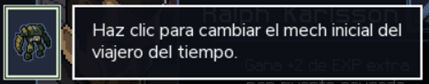 Haz clic para cambiar el mech inicial del
viajero del tiempo.